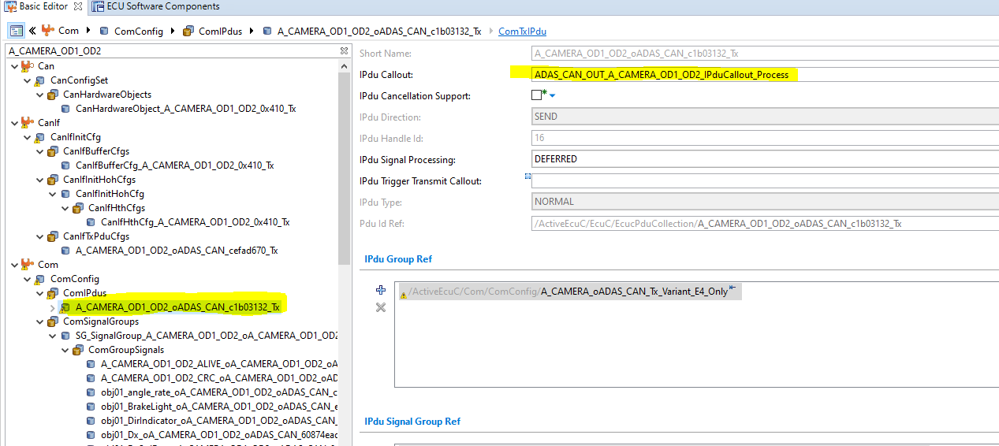 Basic Editor
ECU Software Components
Com
ComConfig
ComIPdus
A_CAMERA_OD1_OD2_oADAS_CAN_c1b03132_Tx
ComTxIPdu
A_CAMERA_OD1_OD2
Can
CanConfigSet
CanHardwareObjects
CanHardwareObject_A_CAMERA_OD1_OD2_0x410_Tx
CanIf
CanIfInitCfg
CanIfBufferCfgs
CanIfBufferCfg_A_CAMERA_OD1_OD2_0x410_Tx
CanIfInitHohCfgs
CanIfInitHohCfg
CanIfHthCfgs
CanIfHthCfg_A_CAMERA_OD1_OD2_0x410_Tx
CanIfTxPduCfgs
A_CAMERA_OD1_OD2_oADAS_CAN_cefad670_Tx
Com
ComConfig
ComIPdus
A_CAMERA_OD1_OD2_oADAS_CAN_c1b03132_Tx
ComSignalGroups
SG_SignalGroup_A_CAMERA_OD1_OD2_oA_CAMERA_OD1_OD2
ComGroupSignals
A_CAMERA_OD1_OD2_ALIVE_oA_CAMERA_OD1_OD2_oA
A_CAMERA_OD1_OD2_CRC_oA_CAMERA_OD1_OD2_oAD
obj01_angle_rate_oA_CAMERA_OD1_OD2_oADAS_CAN_c
obj01_BrakeLight_oA_CAMERA_OD1_OD2_oADAS_CAN_e
obj01_DirIndicator_oA_CAMERA_OD1_OD2_oADAS_CAN_
obj01_Dx_oA_CAMERA_OD1_OD2_oADAS_CAN_60874eac
Short Name:
A_CAMERA_OD1_OD2_oADAS_CAN_c1b03132_Tx
IPdu Callout:
ADAS_CAN_OUT_A_CAMERA_OD1_OD2_IPduCallout_Process
IPdu Cancellation Support:
IPdu Direction:
SEND
IPdu Handle Id:
16
IPdu Signal Processing:
DEFERRED
IPdu Trigger Transmit Callout:
IPdu Type:
NORMAL
Pdu Id Ref:
/ActiveEcuC/EcuC/EcucPduCollection/A_CAMERA_OD1_OD2_oADAS_CAN_c1b03132_Tx
IPdu Group Ref
/ActiveEcuC/Com/ComConfig/A_CAMERA_oADAS_CAN_Tx_Variant_E4_Only
IPdu Signal Group Ref